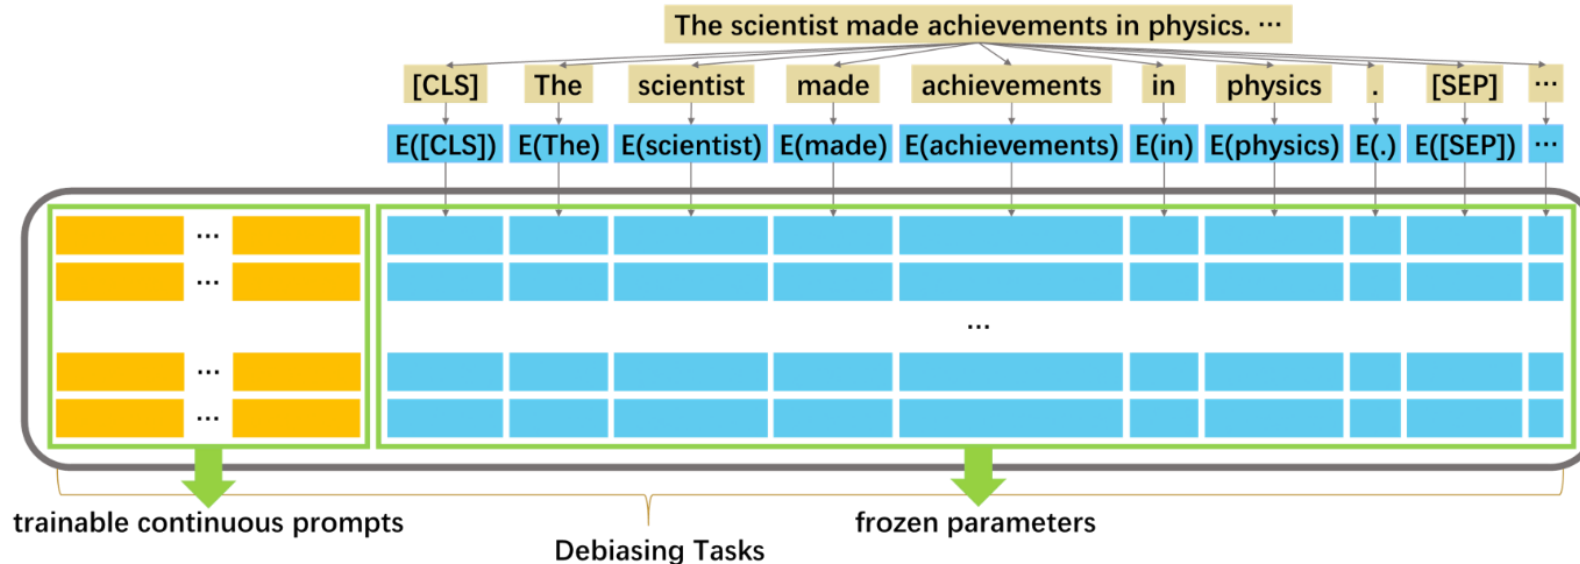 The scientist made achievements in physics. ···
[CLS] The scientist made achievements in physics . [SEP] ···
E([CLS]) E(The) E(scientist) E(made) E(achievements) E(in) E(physics) E(.) E([SEP]) ···
···
···
···
···
···
trainable continuous prompts frozen parameters
Debiasing Tasks